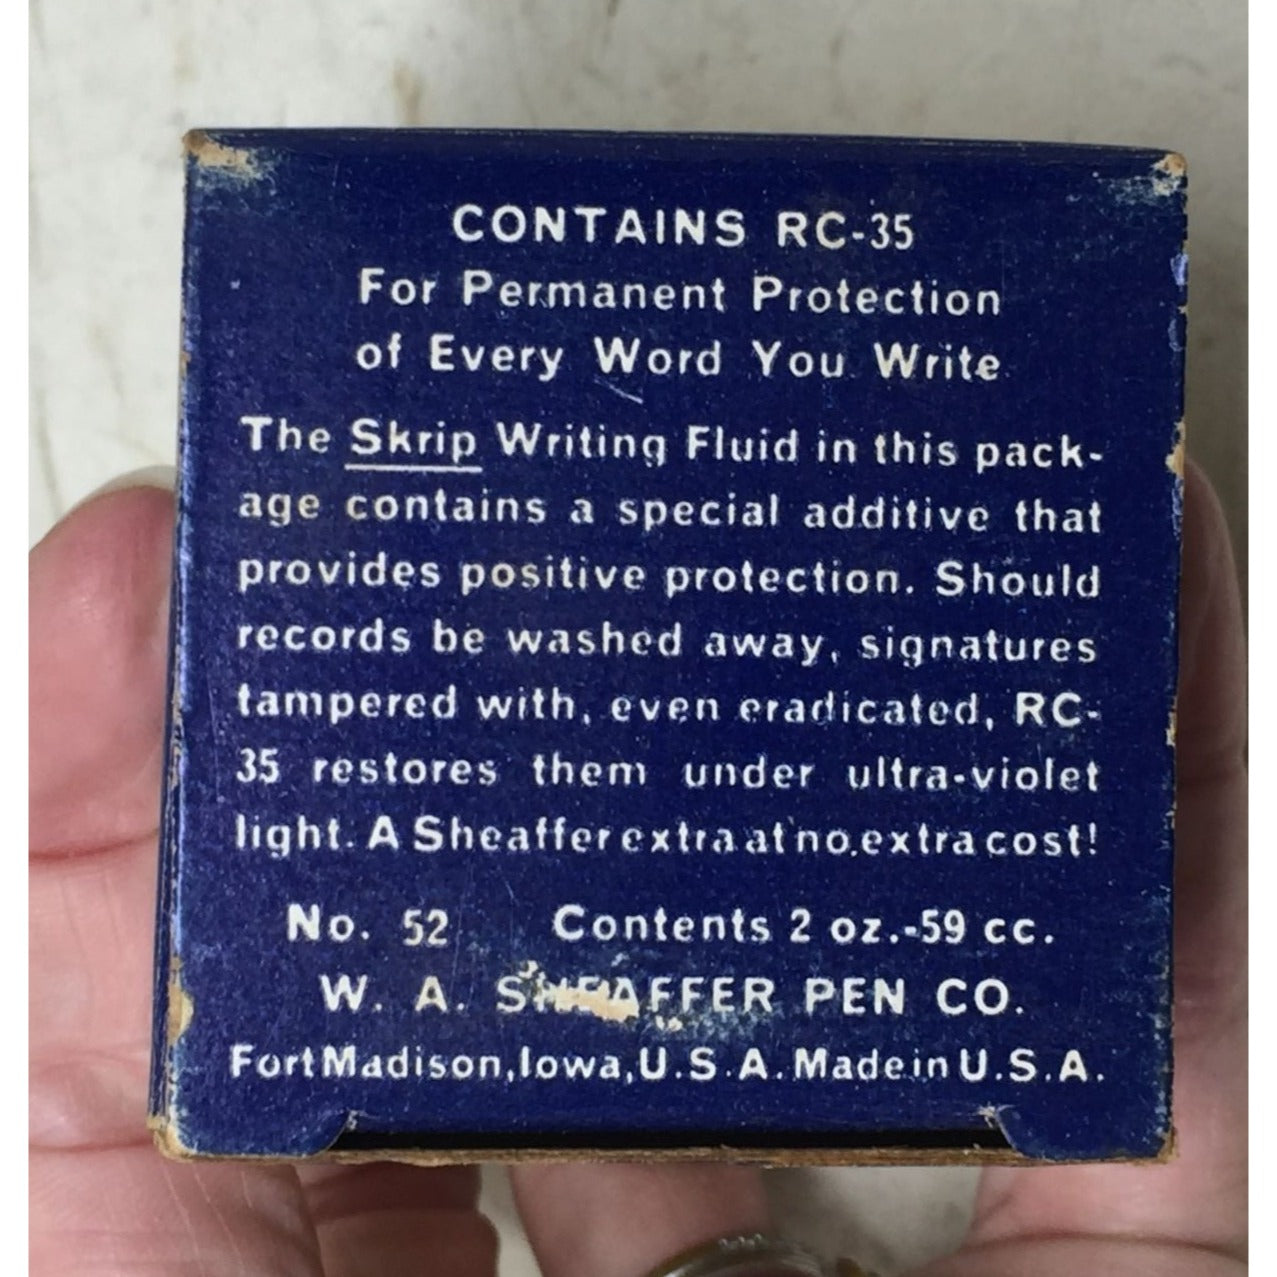 CONTAINS RC-35
For Permanent Protection
of Every Word You Write
The Skrip Writing Fluid in this pack-
age contains a special additive that
provides positive protection. Should
records be washed away, signatures
tampered with, even eradicated, RC-
35 restores them under ultra-violet
light. A Sheaffer extra at no extra cost!
No. 52 Contents 2 oz.-59 cc.
W. A. SHEAFFER PEN CO.
Fort Madison, Iowa, U.S.A. Made in U.S.A.